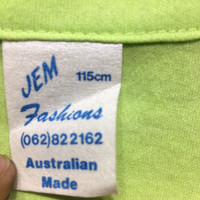 JEM 115cm
Fashions
(062)822162
Australian
Made